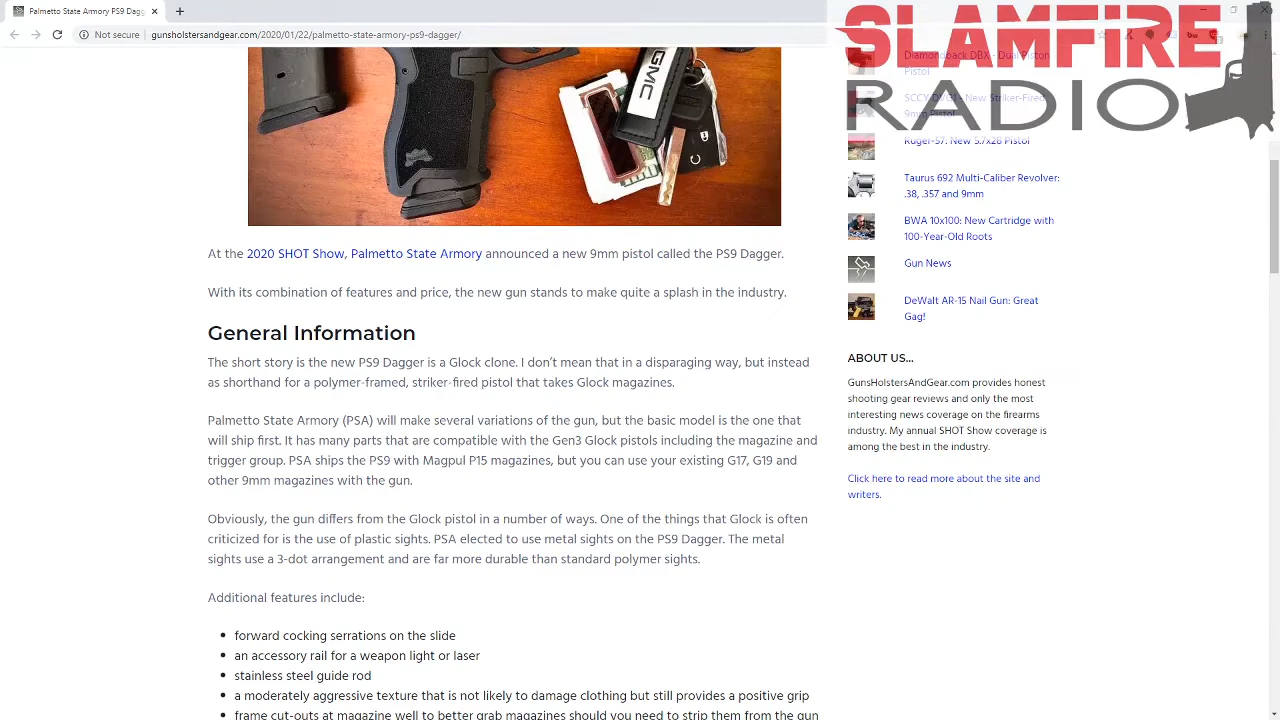 Palmetto State Armory PS9 Dagg
Not secure | gunsholstersandgear.com/2020/01/22/palmetto-state-armory-ps9-dagger/
SLAMFIRE
RADIO
GMC
Diamondback DBX - Dual Piston
Pistol
SCCY DVG1 - New Striker-Fired
9mm Pistol
Ruger-57: New 5.7x28 Pistol
Taurus 692 Multi-Caliber Revolver:
.38, .357 and 9mm
BWA 10x100: New Cartridge with
100-Year-Old Roots
Gun News
DeWalt AR-15 Nail Gun: Great
Gag!
At the 2020 SHOT Show, Palmetto State Armory announced a new 9mm pistol called the PS9 Dagger.
With its combination of features and price, the new gun stands to make quite a splash in the industry.
General Information
The short story is the new PS9 Dagger is a Glock clone. I don't mean that in a disparaging way, but instead
as shorthand for a polymer-framed, striker-fired pistol that takes Glock magazines.
Palmetto State Armory (PSA) will make several variations of the gun, but the basic model is the one that
will ship first. It has many parts that are compatible with the Gen3 Glock pistols including the magazine and
trigger group. PSA ships the PS9 with Magpul P15 magazines, but you can use your existing G17, G19 and
other 9mm magazines with the gun.
Obviously, the gun differs from the Glock pistol in a number of ways. One of the things that Glock is often
criticized for is the use of plastic sights. PSA elected to use metal sights on the PS9 Dagger. The metal
sights use a 3-dot arrangement and are far more durable than standard polymer sights.
Additional features include:
forward cocking serrations on the slide
an accessory rail for a weapon light or laser
stainless steel guide rod
a moderately aggressive texture that is not likely to damage clothing but still provides a positive grip
frame cut-outs at magazine well to better grab magazines should you need to strip them from the gun
ABOUT US...
GunsHolstersAndGear.com provides honest
shooting gear reviews and only the most
interesting news coverage on the firearms
industry. My annual SHOT Show coverage is
among the best in the industry.
Click here to read more about the site and
writers.